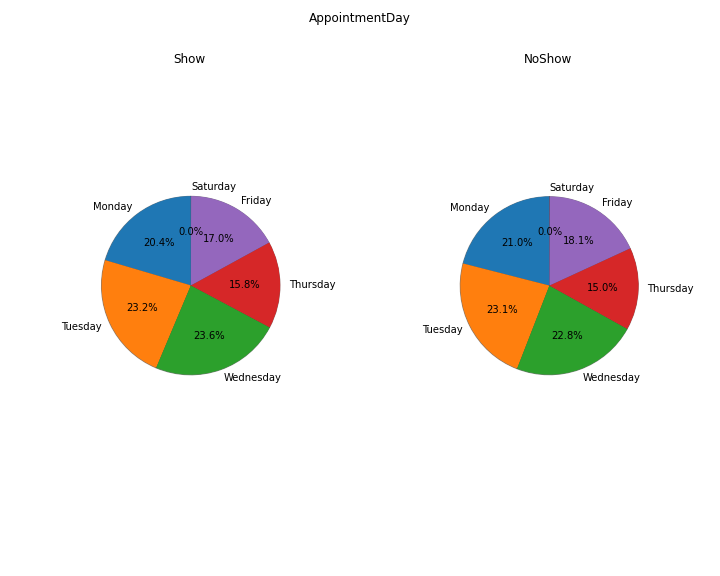 AppointmentDay
Show
Saturday
Friday
Monday
0.0%
17.0%
20.4%
15.8%
Thursday
23.2%
Tuesday
23.6%
Wednesday
NoShow
Saturday
Friday
Monday
0.0%
18.1%
21.0%
15.0%
Thursday
23.1%
Tuesday
22.8%
Wednesday